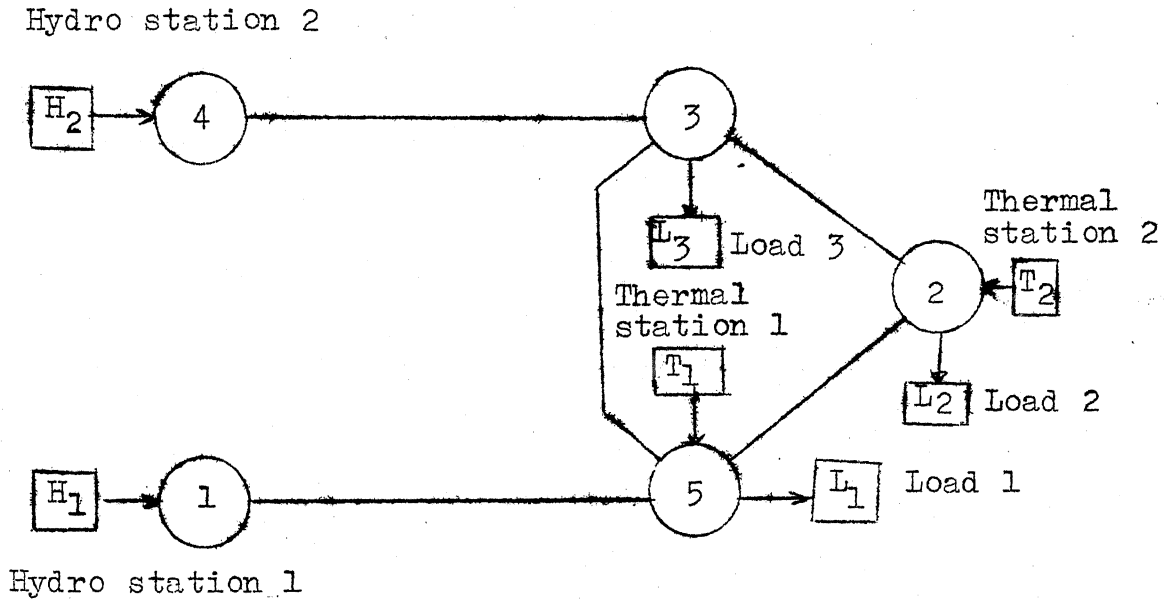 Hydro station 2
H2
4
3
Thermal
station 2
L3
Load 3
2
T2
Thermal
station 1
T1
L2
Load 2
H1
1
5
L1
Load 1
Hydro station 1